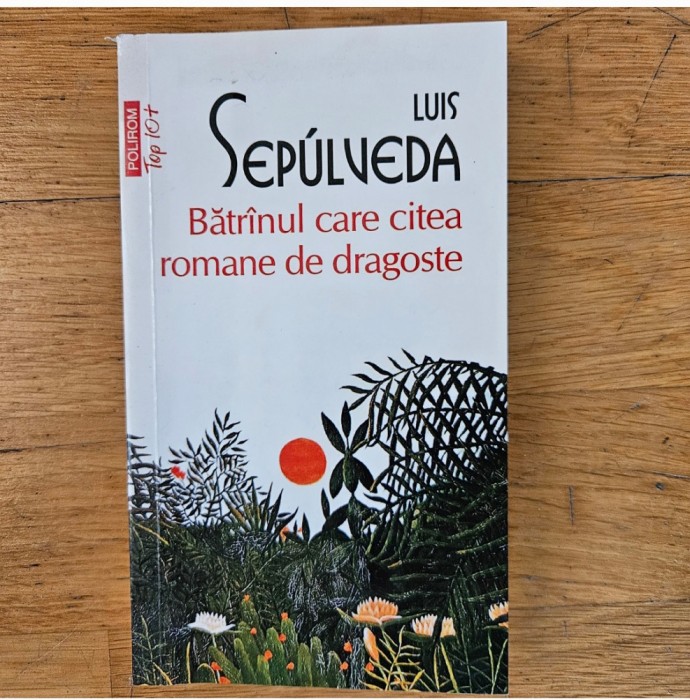 POLIROM
Top 10+
LUIS
SEPÚLVEDA
Bătrînul care citea
romane de dragoste